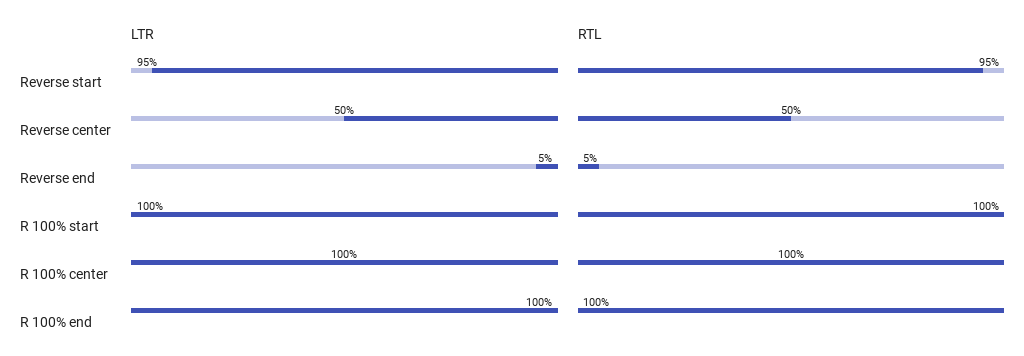 LTR RTL
95% 95%
Reverse start
50% 50%
Reverse center
5% 5%
Reverse end
100% 100%
R 100% start
100% 100%
R 100% center
100% 100%
R 100% end